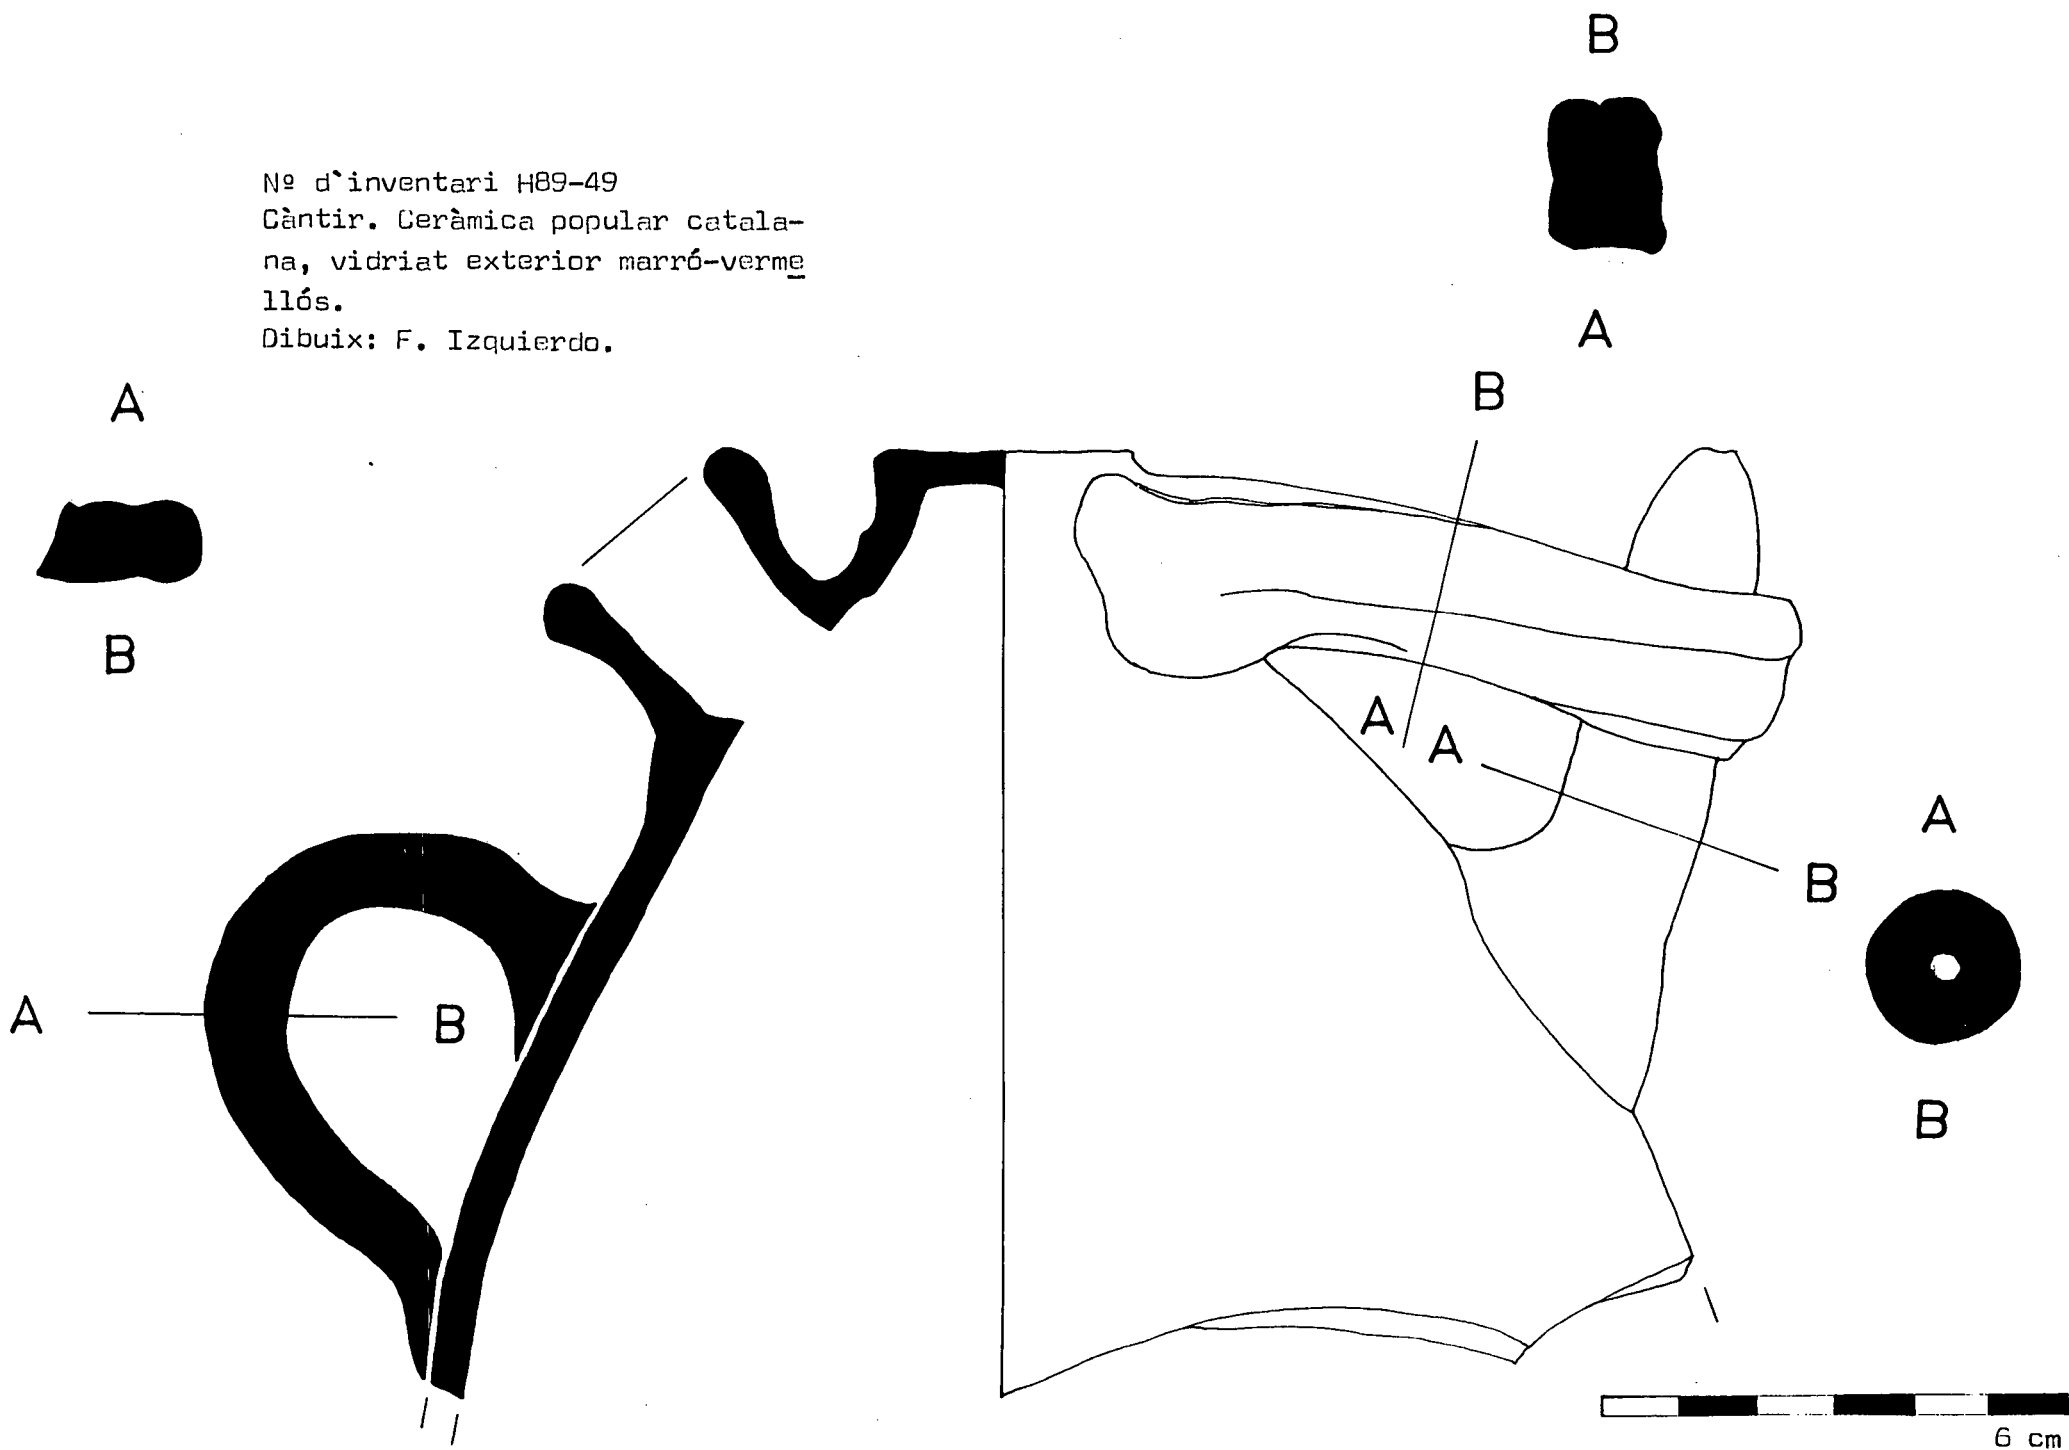 B
Nº d`inventari H89-49
Càntir. Ceràmica popular catala-
na, vidriat exterior marró-verme
llós.
Dibuix: F. Izquierdo.
A
B
A
B
A
A
A
B
B
A
B
B
6 cm